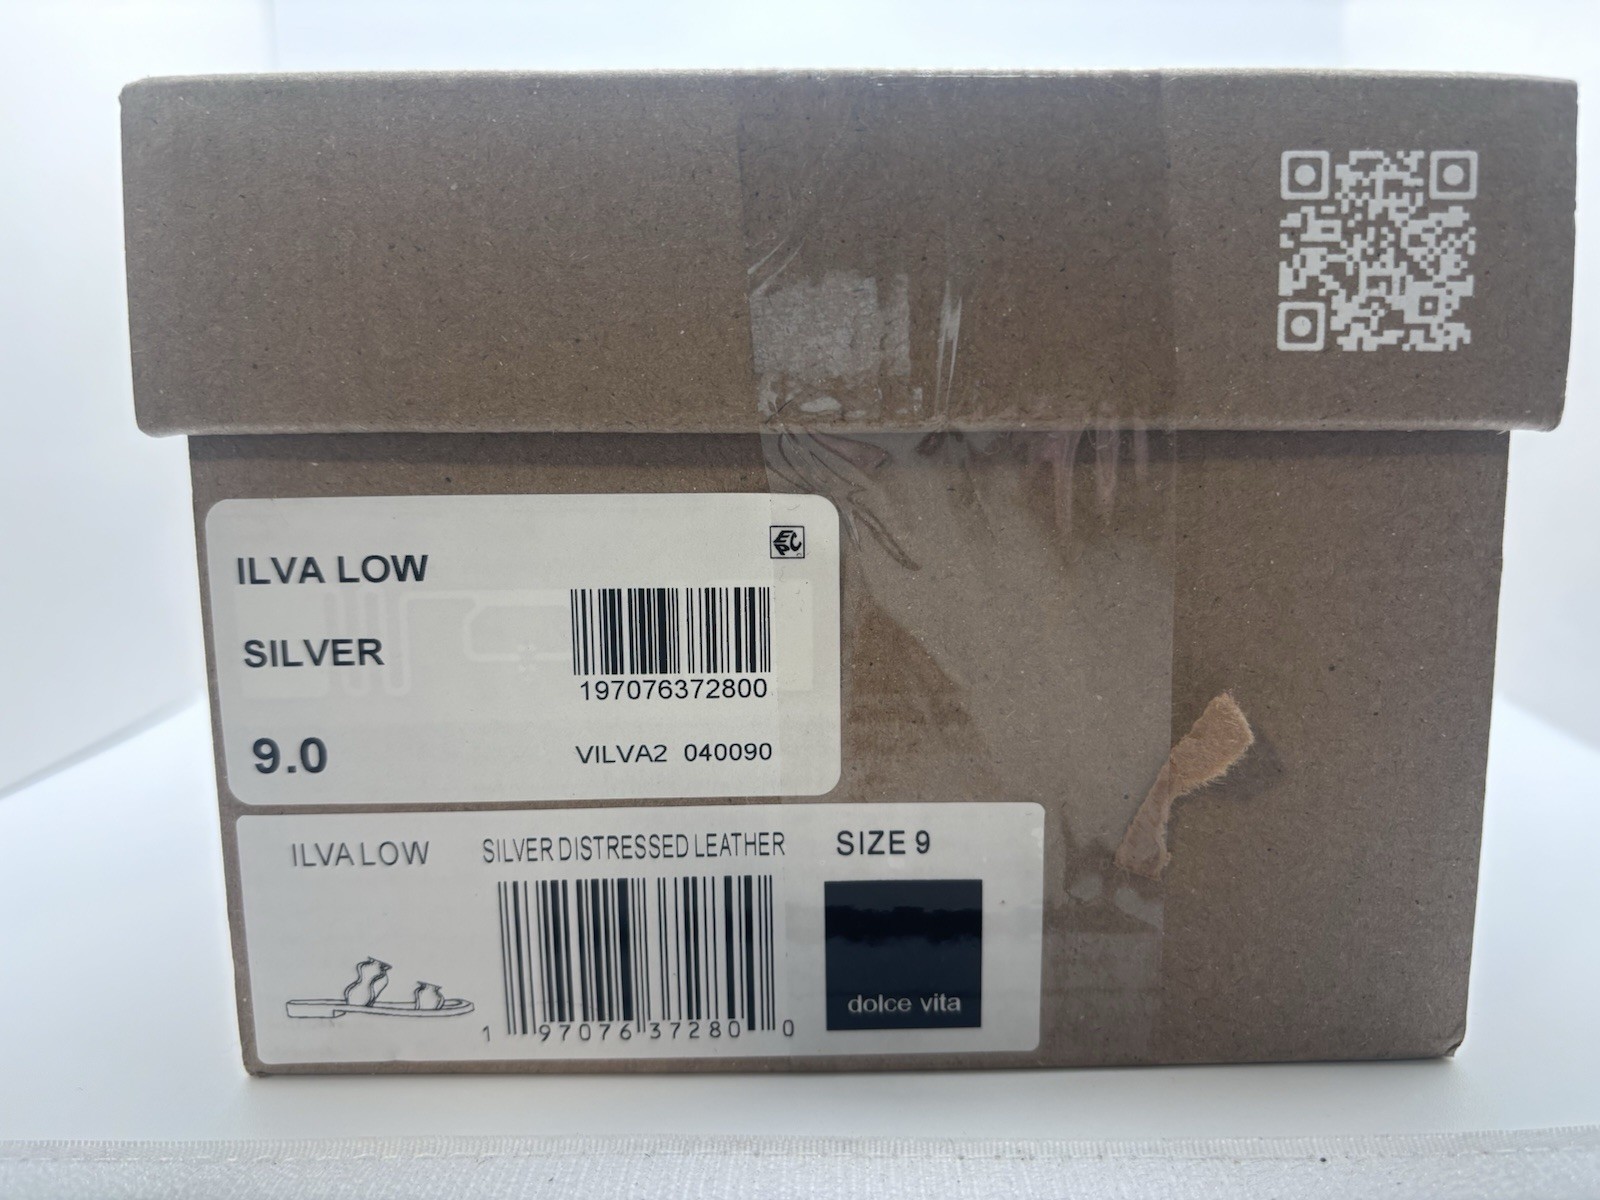 ILVA LOW
SILVER
197076372800
9.0
VILVA2 040090
ILVA LOW
SILVER DISTRESSED LEATHER
SIZE 9
1 97076 37280 0
dolce vita